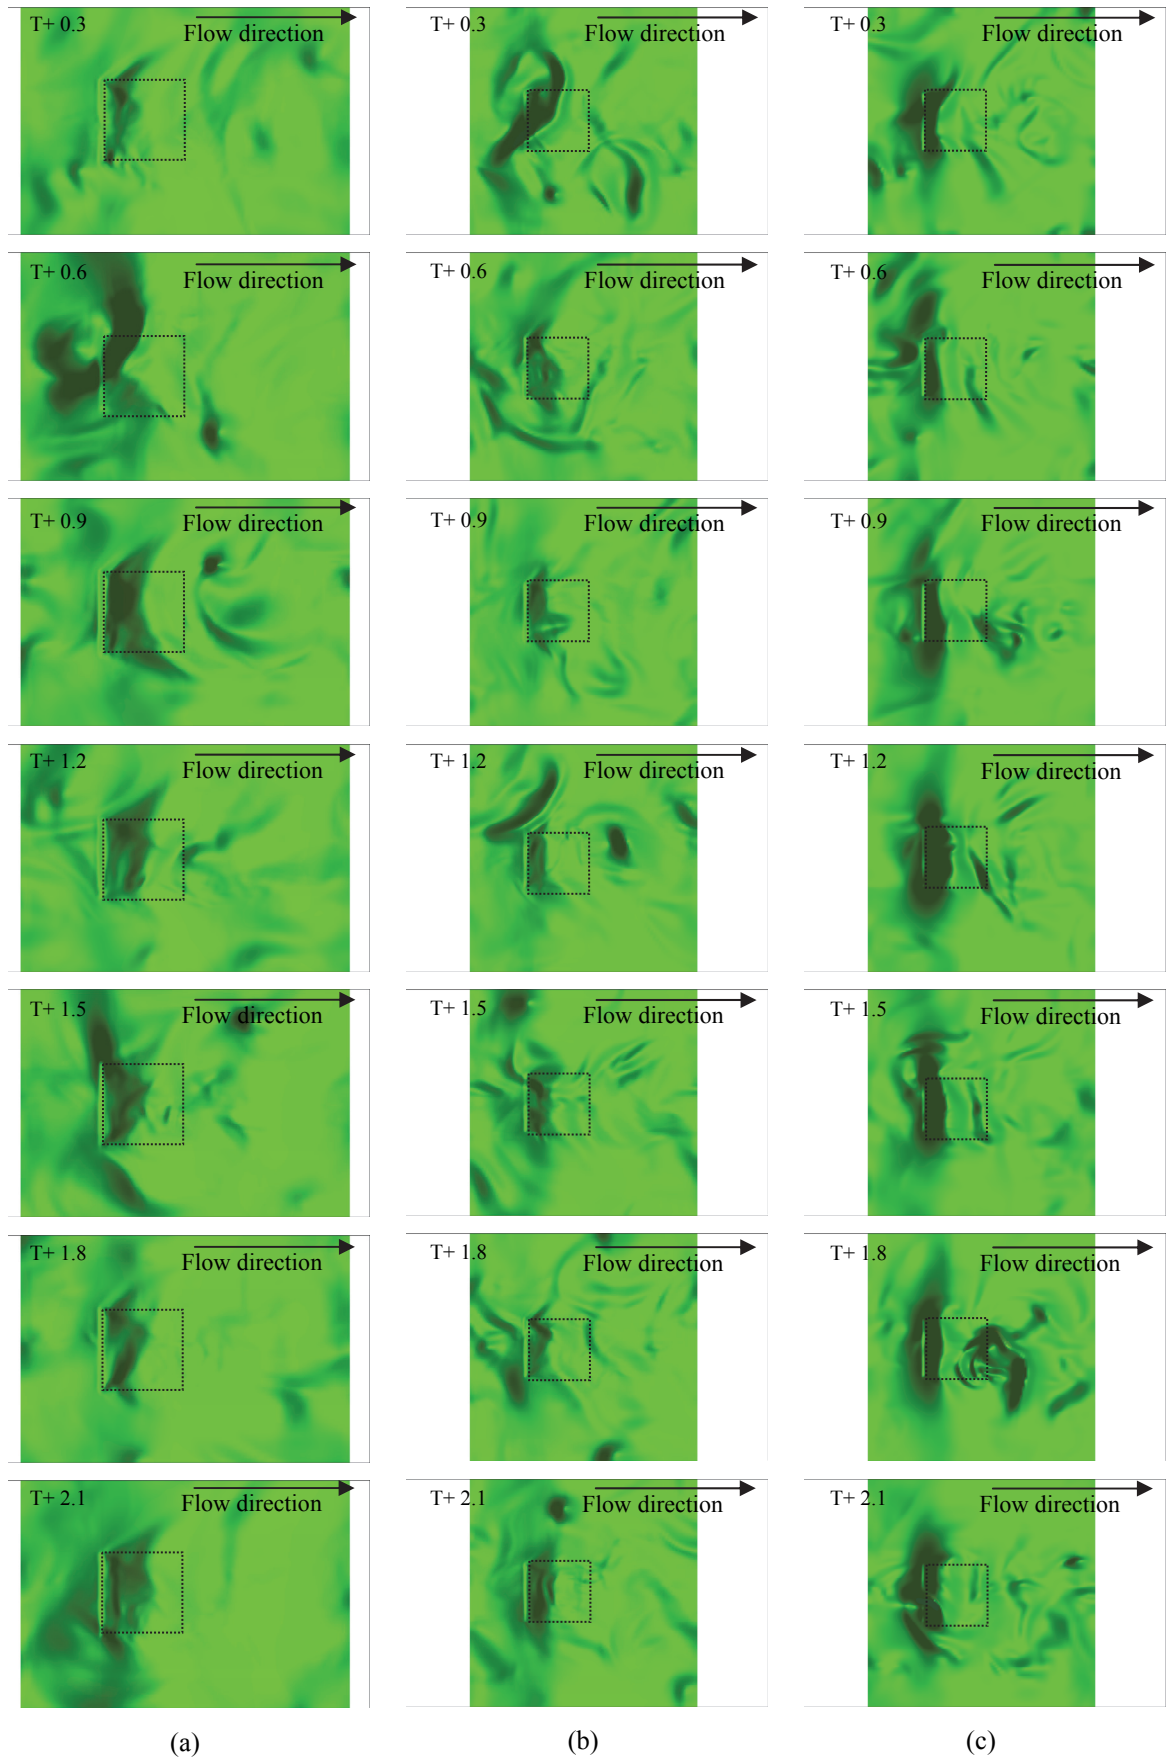 T+ 0.3 Flow direction T+ 0.3 Flow direction T+ 0.3 Flow direction
T+ 0.6 Flow direction T+ 0.6 Flow direction T+ 0.6 Flow direction
T+ 0.9 Flow direction T+ 0.9 Flow direction T+ 0.9 Flow direction
T+ 1.2 Flow direction T+ 1.2 Flow direction T+ 1.2 Flow direction
T+ 1.5 Flow direction T+ 1.5 Flow direction T+ 1.5 Flow direction
T+ 1.8 Flow direction T+ 1.8 Flow direction T+ 1.8 Flow direction
T+ 2.1 Flow direction T+ 2.1 Flow direction T+ 2.1 Flow direction
(a) (b) (c)